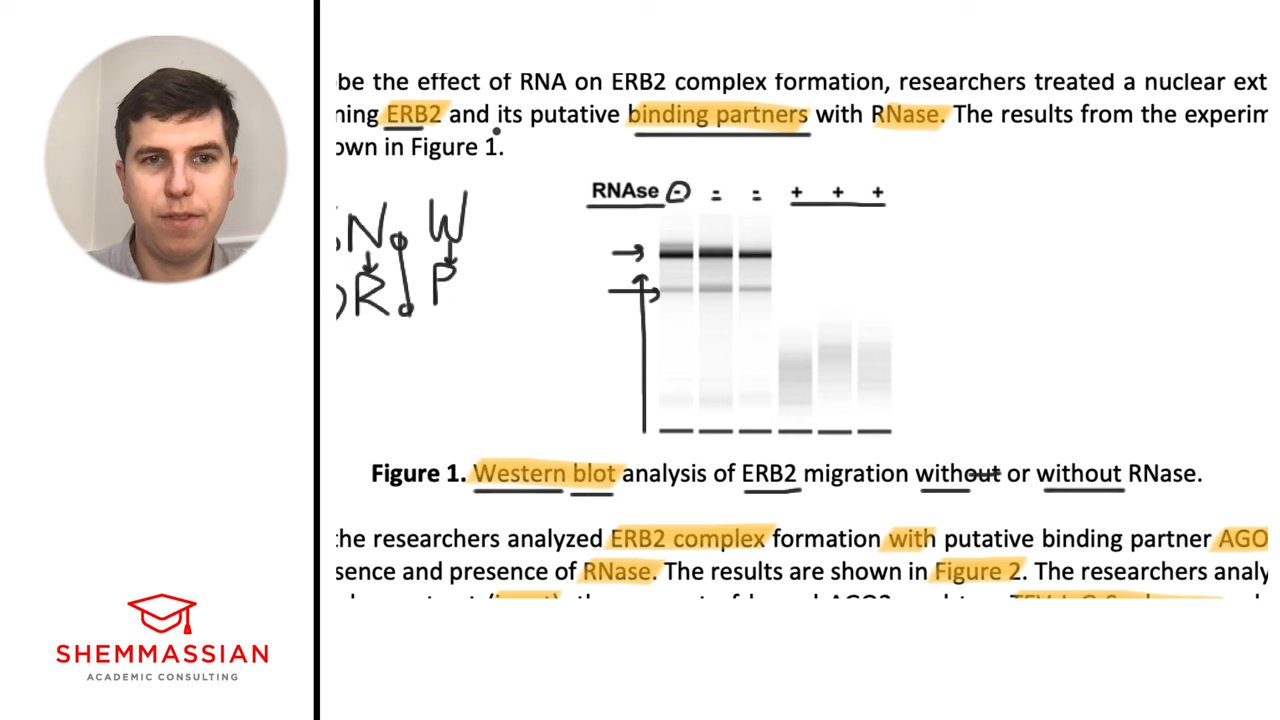 be the effect of RNA on ERB2 complex formation, researchers treated a nuclear ext
ning ERB2 and its putative binding partners with RNase. The results from the experim
own in Figure 1.
N W
R P
RNAse - - - + + +
Figure 1. Western blot analysis of ERB2 migration without or without RNase.
the researchers analyzed ERB2 complex formation with putative binding partner AGO
sence and presence of RNase. The results are shown in Figure 2. The researchers analy
SHEMMASSIAN
ACADEMIC CONSULTING